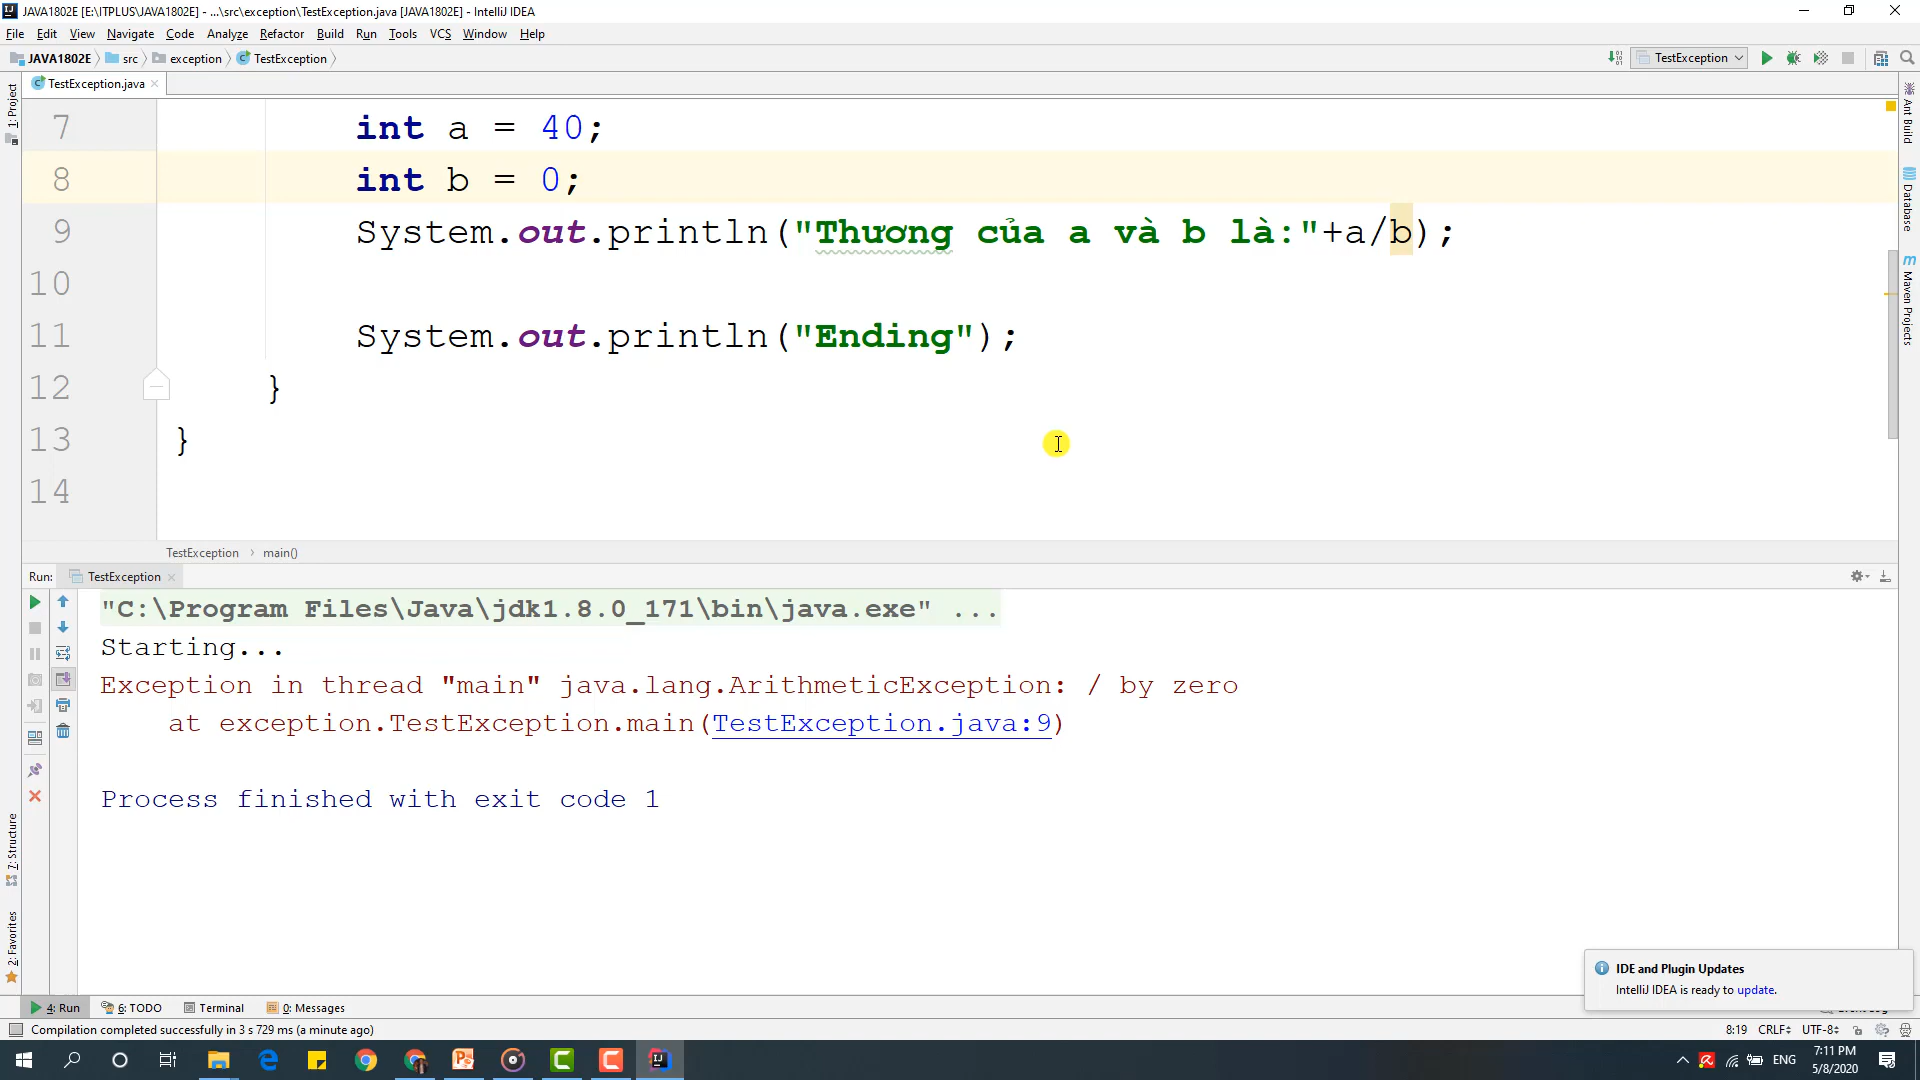 JAVA1802E [E:\ITPLUS\JAVA1802E] - ...\src\exception\TestException.java [JAVA1802E] - IntelliJ IDEA
File Edit View Navigate Code Analyze Refactor Build Run Tools VCS Window Help
JAVA1802E src exception TestException
TestException
TestException.java
1: Project
Ant Build
Database
Maven Projects
7 int a = 40;
8 int b = 0;
9 System.out.println("Thương của a và b là:"+a/b);
10
11 System.out.println("Ending");
12 }
13 }
14
TestException main()
Run: TestException
"C:\Program Files\Java\jdk1.8.0_171\bin\java.exe" ...
Starting...
Exception in thread "main" java.lang.ArithmeticException: / by zero
at exception.TestException.main(TestException.java:9)
Process finished with exit code 1
7: Structure
2: Favorites
IDE and Plugin Updates
IntelliJ IDEA is ready to update.
4: Run 6: TODO Terminal 0: Messages
Compilation completed successfully in 3 s 729 ms (a minute ago)
8:19 CRLF UTF-8
ENG
7:11 PM
5/8/2020